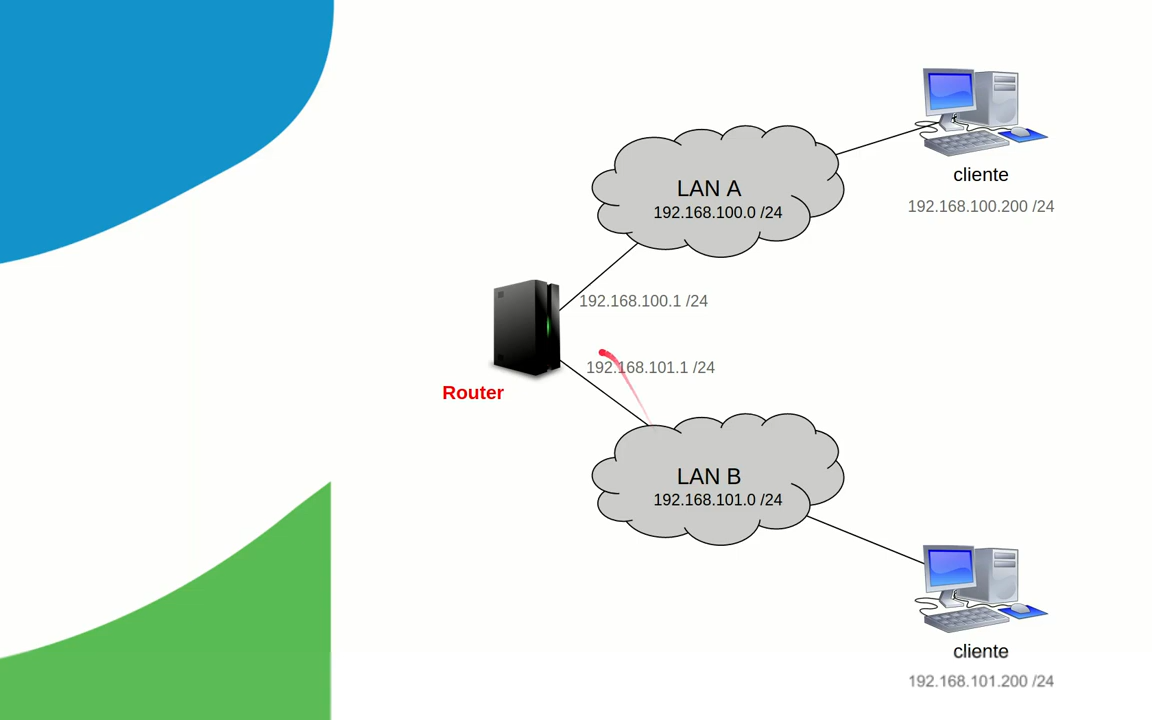 LAN A
192.168.100.0 /24
cliente
192.168.100.200 /24
192.168.100.1 /24
192.168.101.1 /24
Router
LAN B
192.168.101.0 /24
cliente
192.168.101.200 /24